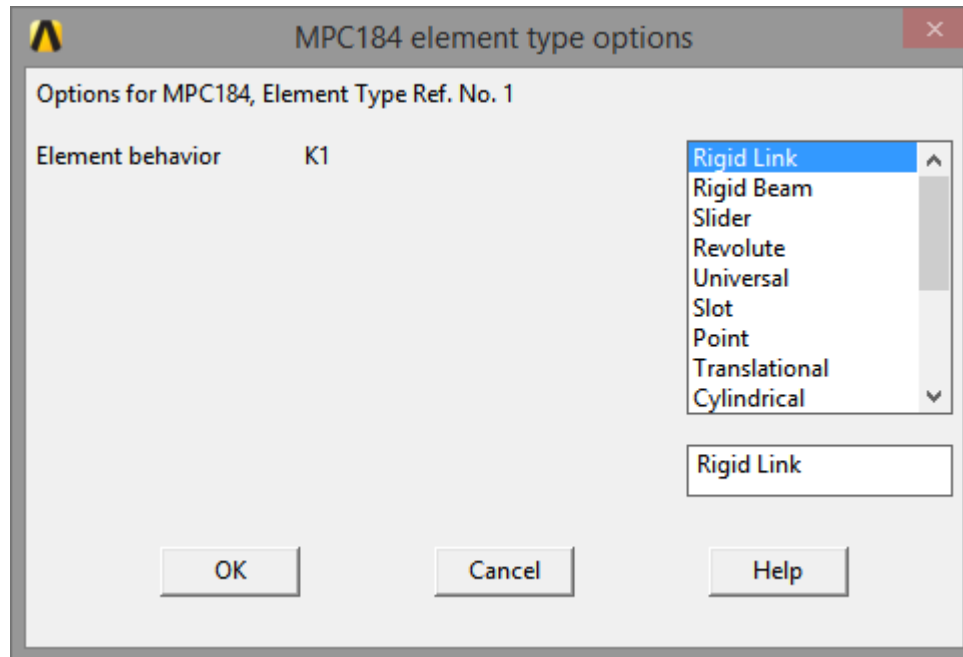 MPC184 element type options
Options for MPC184, Element Type Ref. No. 1
Element behavior K1
Rigid Link
Rigid Beam
Slider
Revolute
Universal
Slot
Point
Translational
Cylindrical
Rigid Link
OK Cancel Help